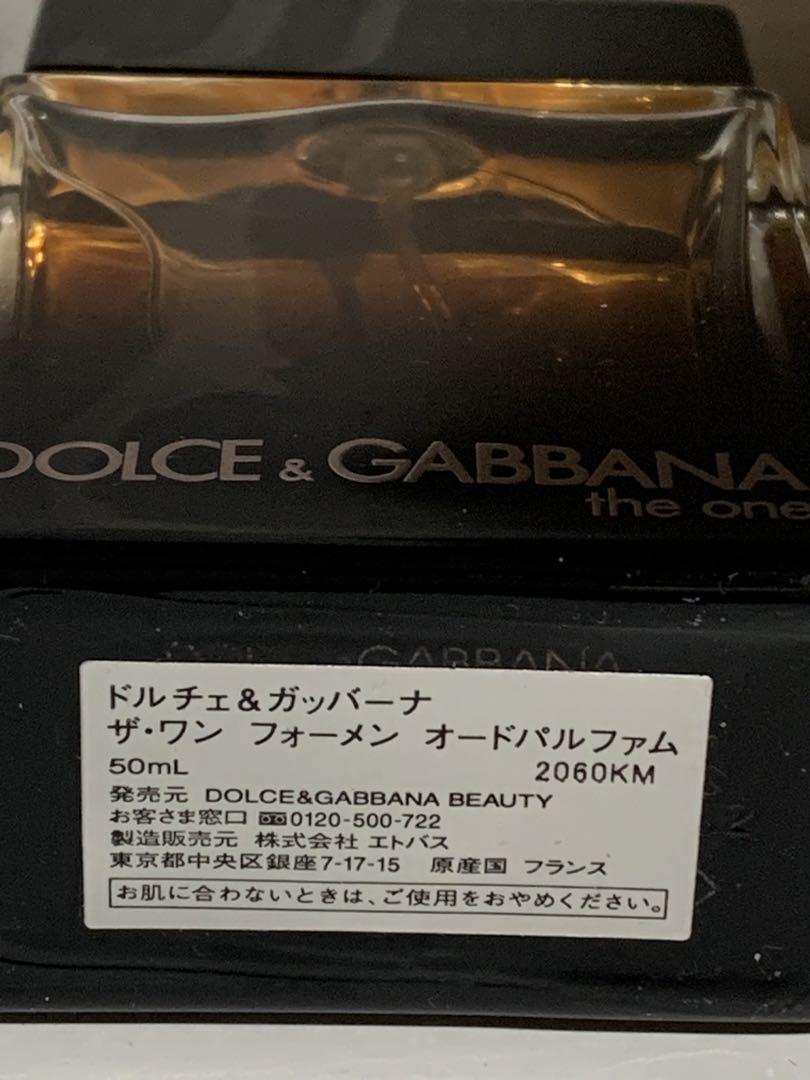 DOLCE & GABBANA
the one
GABBANA
ドルチェ&ガッバーナ
ザ・ワン フォーメン オードパルファム
50mL 2060KM
発売元 DOLCE&GABBANA BEAUTY
お客さま窓口 0120-500-722
製造販売元 株式会社 エトバス
東京都中央区銀座7-17-15 原産国 フランス
お肌に合わないときは、ご使用をおやめください。